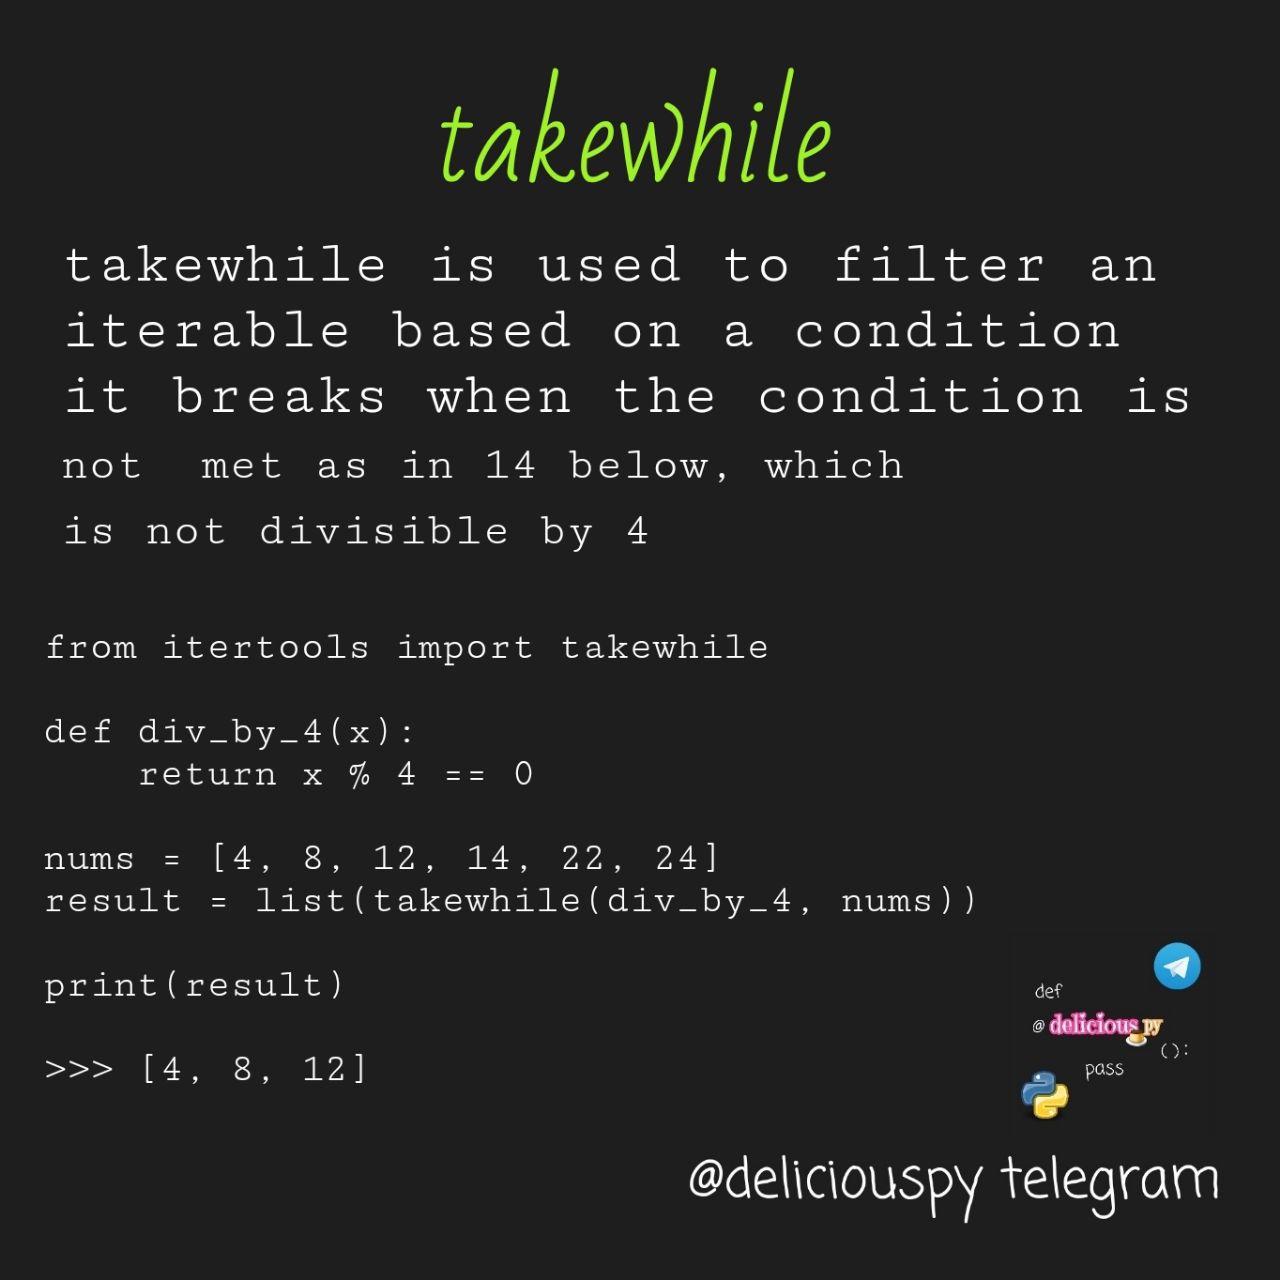 takewhile
takewhile is used to filter an
iterable based on a condition
it breaks when the condition is
not  met as in 14 below, which
is not divisible by 4
from itertools import takewhile
def div_by_4(x):
    return x % 4 == 0
nums = [4, 8, 12, 14, 22, 24]
result = list(takewhile(div_by_4, nums))
print(result)
>>> [4, 8, 12]
def
@ delicious py
():
pass
@deliciouspy telegram